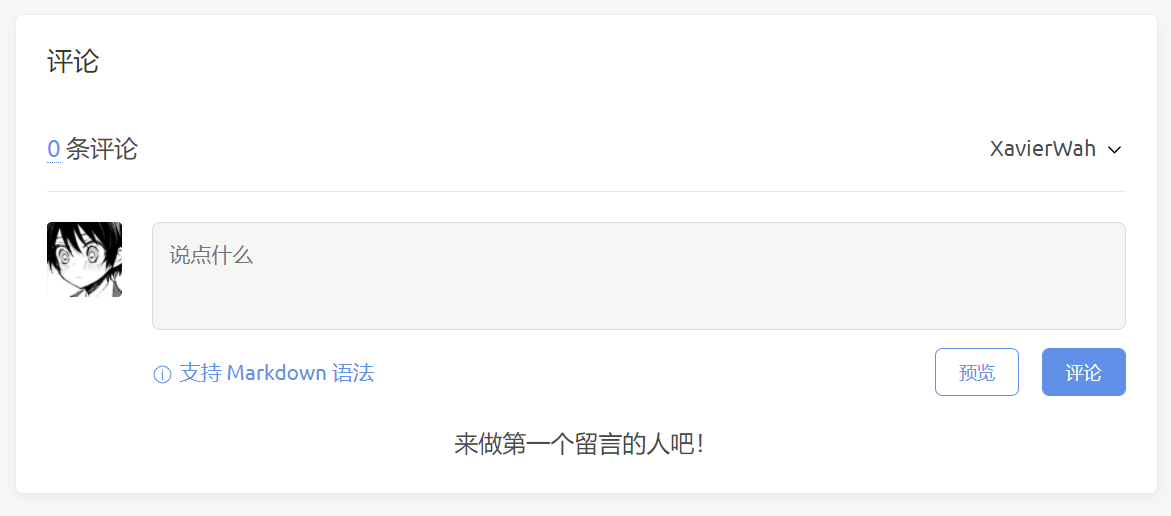 评论
0 条评论
XavierWah
说点什么
支持 Markdown 语法
预览
评论
来做第一个留言的人吧！